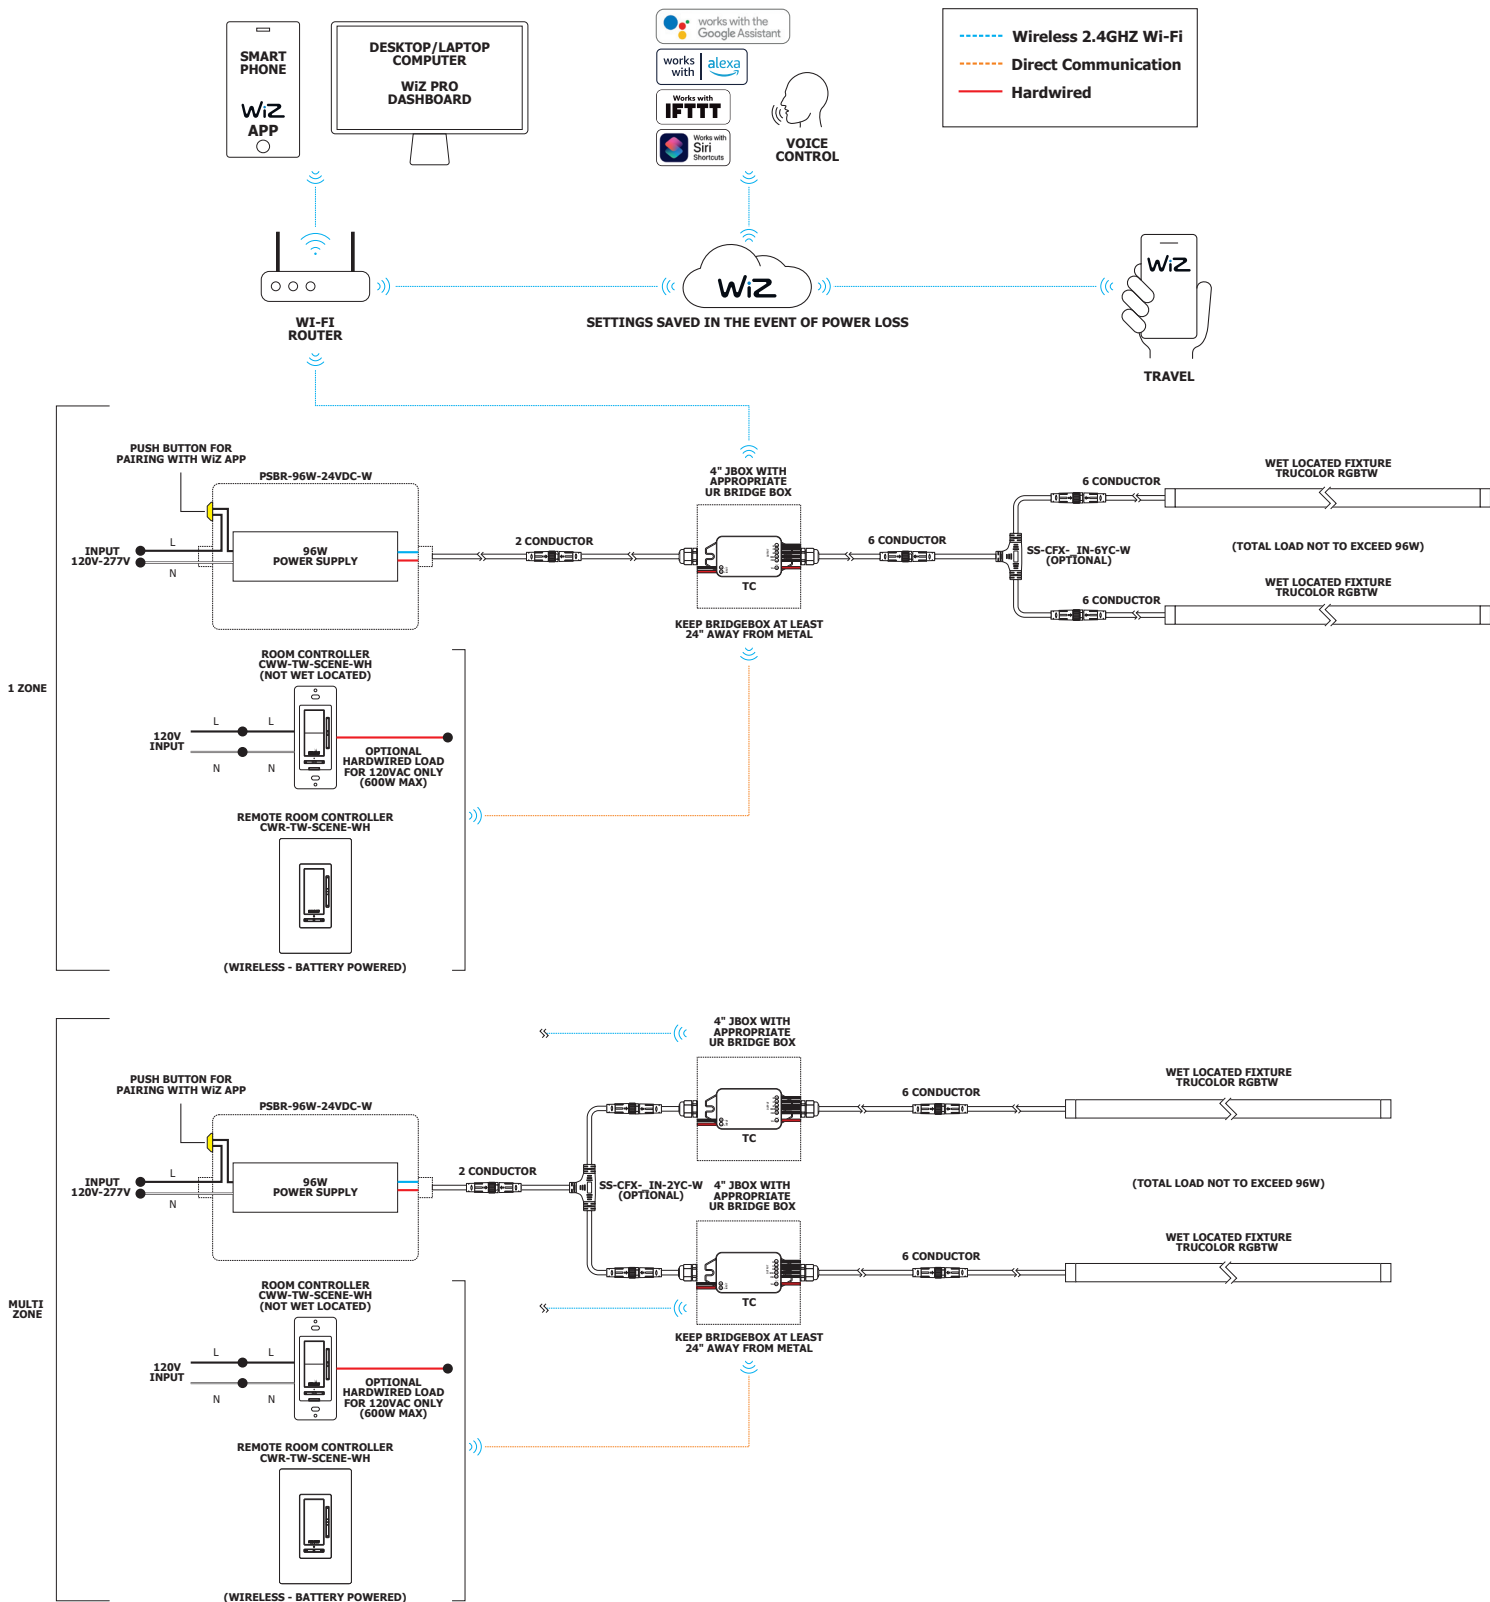 SMART
PHONE
WiZ
APP
DESKTOP/LAPTOP
COMPUTER
WiZ PRO
DASHBOARD
works with the
Google Assistant
works
with
alexa
Works with
IFTTT
Works with
Siri
Shortcuts
VOICE
CONTROL
Wireless 2.4GHZ Wi-Fi
Direct Communication
Hardwired
WI-FI
ROUTER
WiZ
SETTINGS SAVED IN THE EVENT OF POWER LOSS
WiZ
TRAVEL
1 ZONE
PUSH BUTTON FOR
PAIRING WITH WiZ APP
PSBR-96W-24VDC-W
INPUT
120V-277V
L
N
96W
POWER SUPPLY
2 CONDUCTOR
4" JBOX WITH
APPROPRIATE
UR BRIDGE BOX
TC
KEEP BRIDGEBOX AT LEAST
24" AWAY FROM METAL
6 CONDUCTOR
SS-CFX-_IN-6YC-W
(OPTIONAL)
6 CONDUCTOR
WET LOCATED FIXTURE
TRUCOLOR RGBTW
(TOTAL LOAD NOT TO EXCEED 96W)
6 CONDUCTOR
WET LOCATED FIXTURE
TRUCOLOR RGBTW
ROOM CONTROLLER
CWW-TW-SCENE-WH
(NOT WET LOCATED)
120V
INPUT
L
L
N
N
OPTIONAL
HARDWIRED LOAD
FOR 120VAC ONLY
(600W MAX)
REMOTE ROOM CONTROLLER
CWR-TW-SCENE-WH
(WIRELESS - BATTERY POWERED)
MULTI
ZONE
PUSH BUTTON FOR
PAIRING WITH WiZ APP
PSBR-96W-24VDC-W
INPUT
120V-277V
L
N
96W
POWER SUPPLY
2 CONDUCTOR
SS-CFX-_IN-2YC-W
(OPTIONAL)
4" JBOX WITH
APPROPRIATE
UR BRIDGE BOX
TC
6 CONDUCTOR
WET LOCATED FIXTURE
TRUCOLOR RGBTW
(TOTAL LOAD NOT TO EXCEED 96W)
4" JBOX WITH
APPROPRIATE
UR BRIDGE BOX
TC
KEEP BRIDGEBOX AT LEAST
24" AWAY FROM METAL
6 CONDUCTOR
WET LOCATED FIXTURE
TRUCOLOR RGBTW
ROOM CONTROLLER
CWW-TW-SCENE-WH
(NOT WET LOCATED)
120V
INPUT
L
L
N
N
OPTIONAL
HARDWIRED LOAD
FOR 120VAC ONLY
(600W MAX)
REMOTE ROOM CONTROLLER
CWR-TW-SCENE-WH
(WIRELESS - BATTERY POWERED)